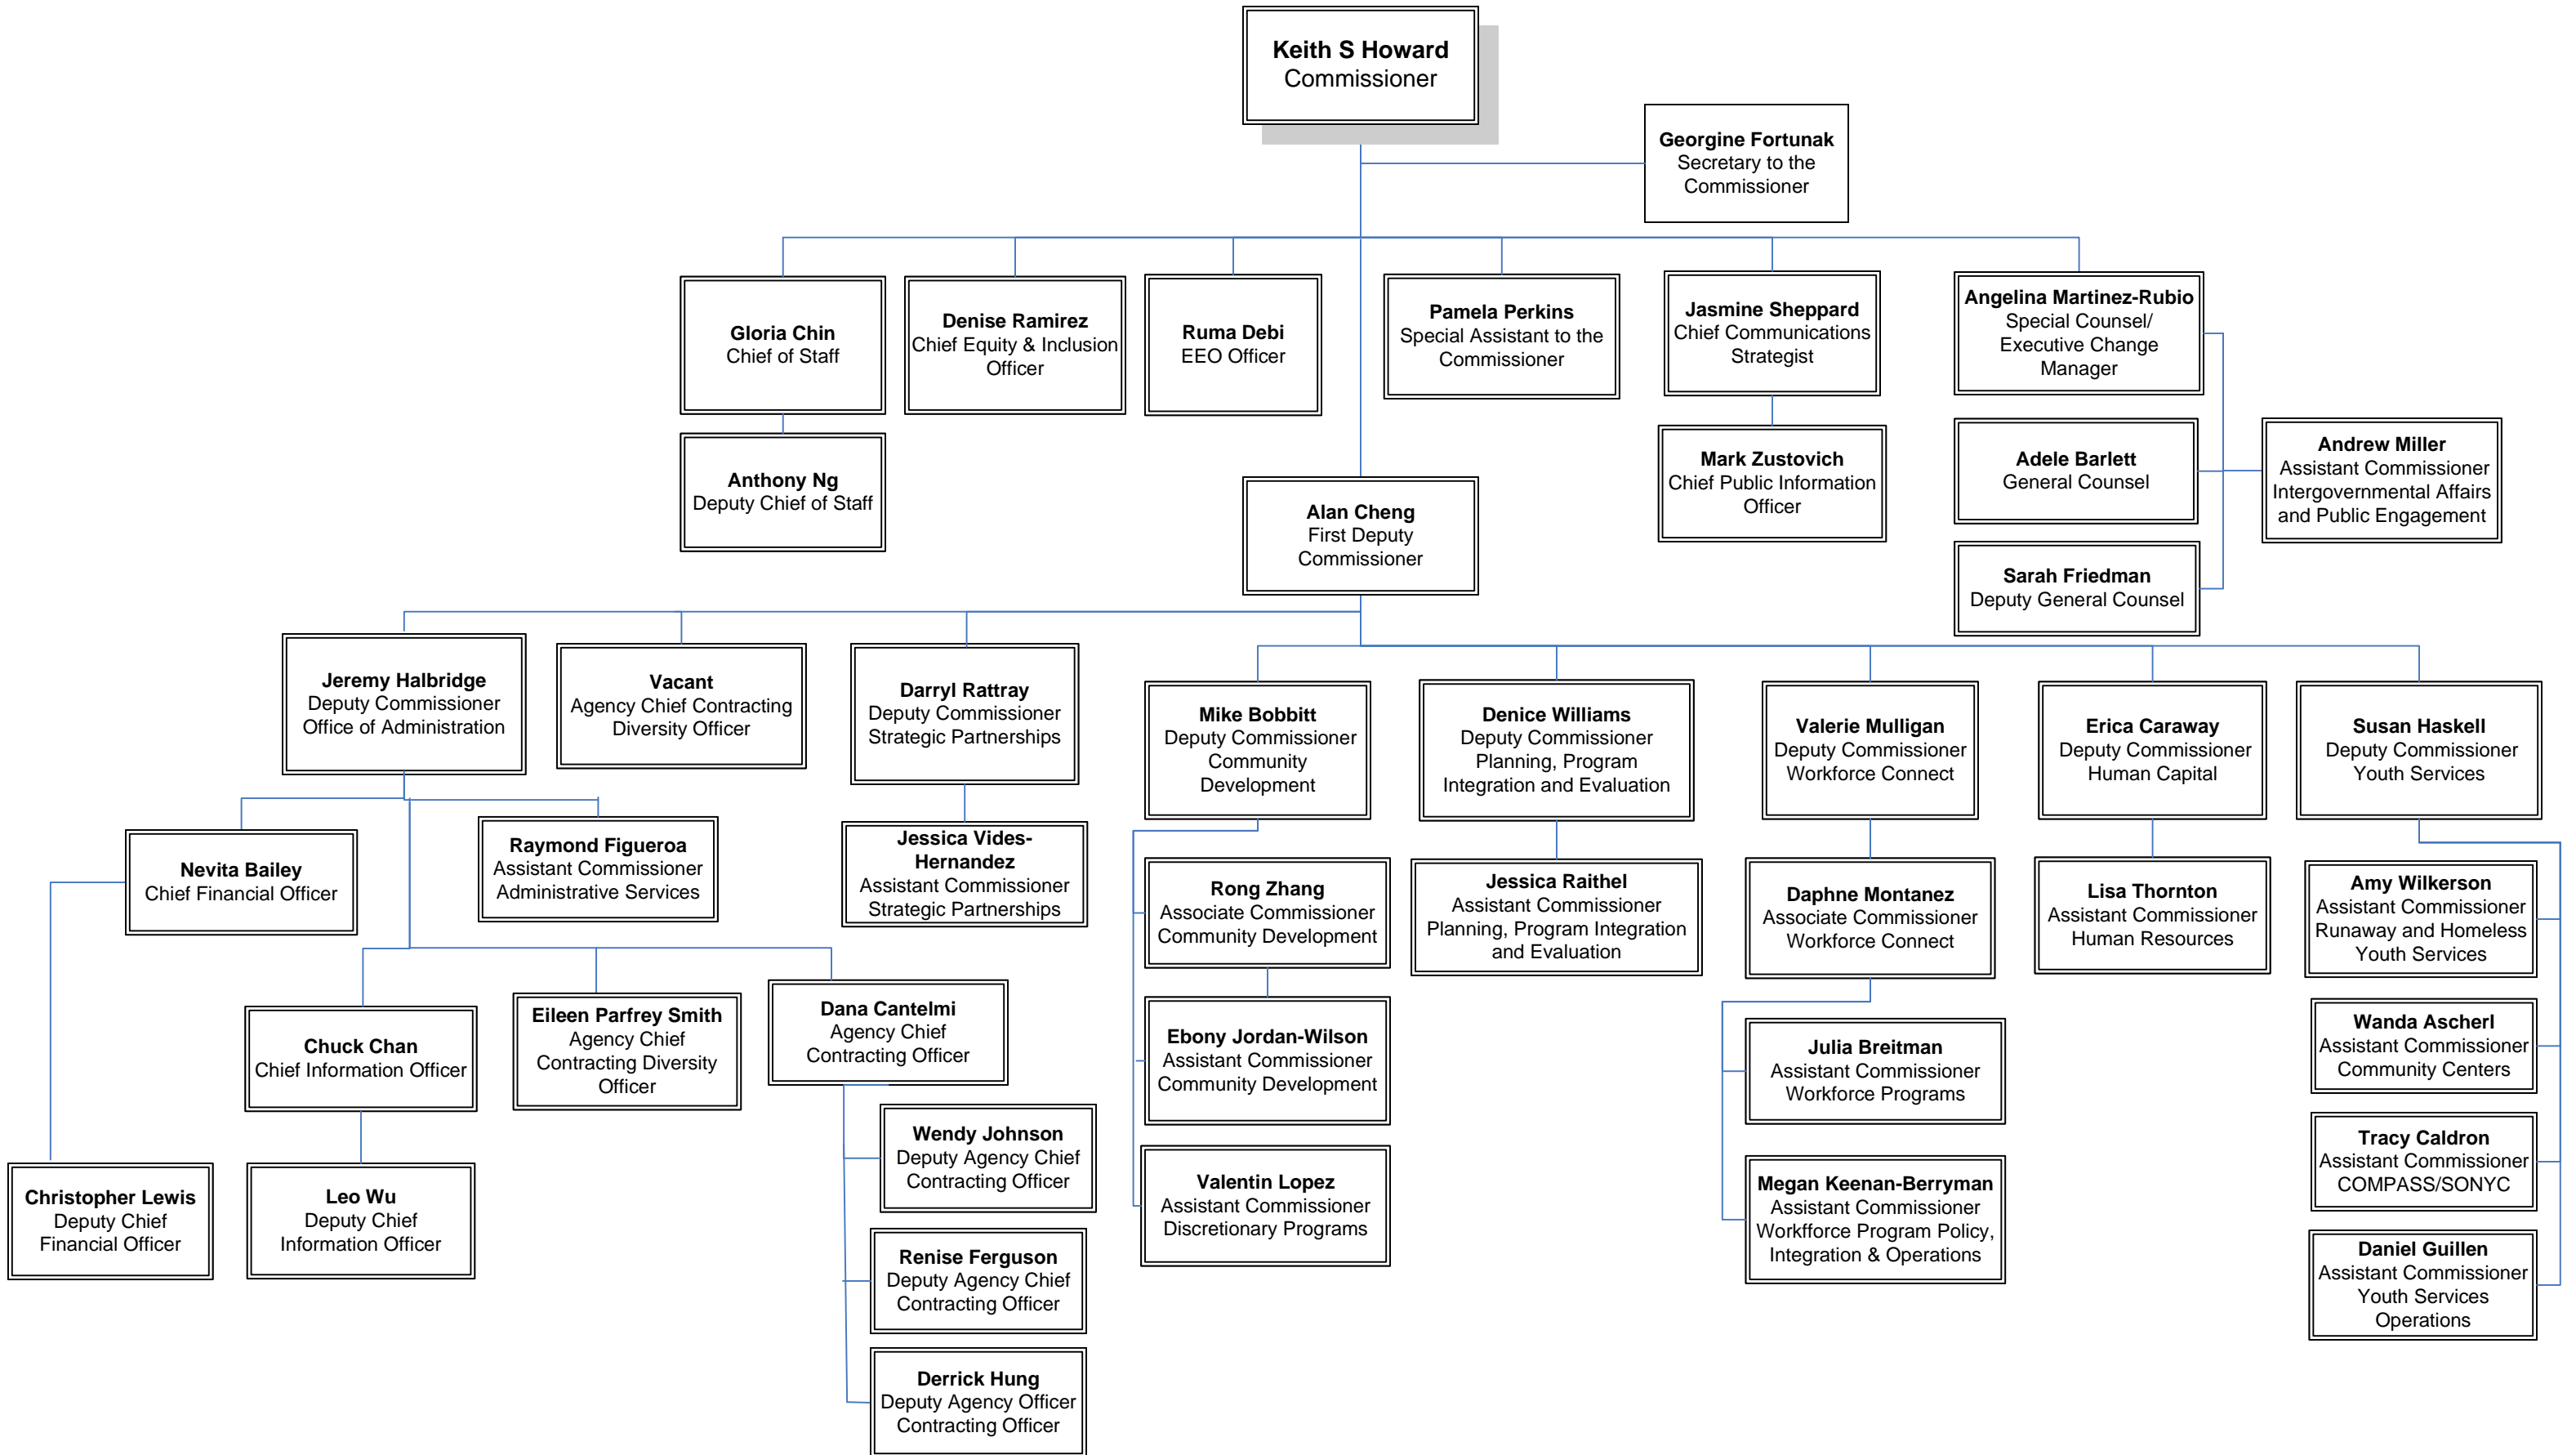 Keith S Howard
Commissioner
Georgine Fortunak
Secretary to the
Commissioner
Gloria Chin
Chief of Staff
Denise Ramirez
Chief Equity & Inclusion
Officer
Ruma Debi
EEO Officer
Pamela Perkins
Special Assistant to the
Commissioner
Jasmine Sheppard
Chief Communications
Strategist
Angelina Martinez-Rubio
Special Counsel/
Executive Change
Manager
Anthony Ng
Deputy Chief of Staff
Alan Cheng
First Deputy
Commissioner
Mark Zustovich
Chief Public Information
Officer
Adele Barlett
General Counsel
Andrew Miller
Assistant Commissioner
Intergovernmental Affairs
and Public Engagement
Sarah Friedman
Deputy General Counsel
Jeremy Halbridge
Deputy Commissioner
Office of Administration
Vacant
Agency Chief Contracting
Diversity Officer
Darryl Rattray
Deputy Commissioner
Strategic Partnerships
Mike Bobbitt
Deputy Commissioner
Community
Development
Denice Williams
Deputy Commissioner
Planning, Program
Integration and Evaluation
Valerie Mulligan
Deputy Commissioner
Workforce Connect
Erica Caraway
Deputy Commissioner
Human Capital
Susan Haskell
Deputy Commissioner
Youth Services
Nevita Bailey
Chief Financial Officer
Raymond Figueroa
Assistant Commissioner
Administrative Services
Jessica Vides-
Hernandez
Assistant Commissioner
Strategic Partnerships
Rong Zhang
Associate Commissioner
Community Development
Jessica Raithel
Assistant Commissioner
Planning, Program Integration
and Evaluation
Daphne Montanez
Associate Commissioner
Workforce Connect
Lisa Thornton
Assistant Commissioner
Human Resources
Amy Wilkerson
Assistant Commissioner
Runaway and Homeless
Youth Services
Chuck Chan
Chief Information Officer
Eileen Parfrey Smith
Agency Chief
Contracting Diversity
Officer
Dana Cantelmi
Agency Chief
Contracting Officer
Ebony Jordan-Wilson
Assistant Commissioner
Community Development
Julia Breitman
Assistant Commissioner
Workforce Programs
Wanda Ascherl
Assistant Commissioner
Community Centers
Wendy Johnson
Deputy Agency Chief
Contracting Officer
Tracy Caldron
Assistant Commissioner
COMPASS/SONYC
Christopher Lewis
Deputy Chief
Financial Officer
Leo Wu
Deputy Chief
Information Officer
Valentin Lopez
Assistant Commissioner
Discretionary Programs
Megan Keenan-Berryman
Assistant Commissioner
Workfforce Program Policy,
Integration & Operations
Renise Ferguson
Deputy Agency Chief
Contracting Officer
Daniel Guillen
Assistant Commissioner
Youth Services
Operations
Derrick Hung
Deputy Agency Officer
Contracting Officer